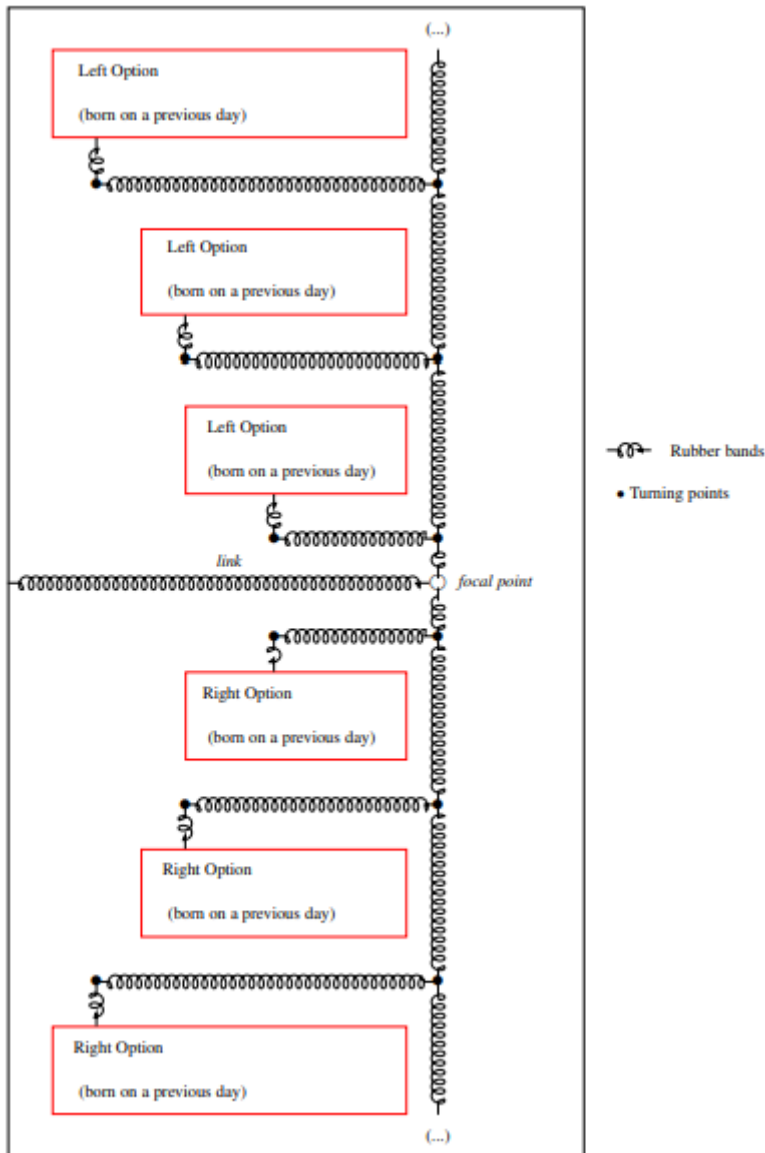 (...)
Left Option
(born on a previous day)
Left Option
(born on a previous day)
Left Option
(born on a previous day)
Rubber bands
Turning points
link
focal point
Right Option
(born on a previous day)
Right Option
(born on a previous day)
Right Option
(born on a previous day)
(...)